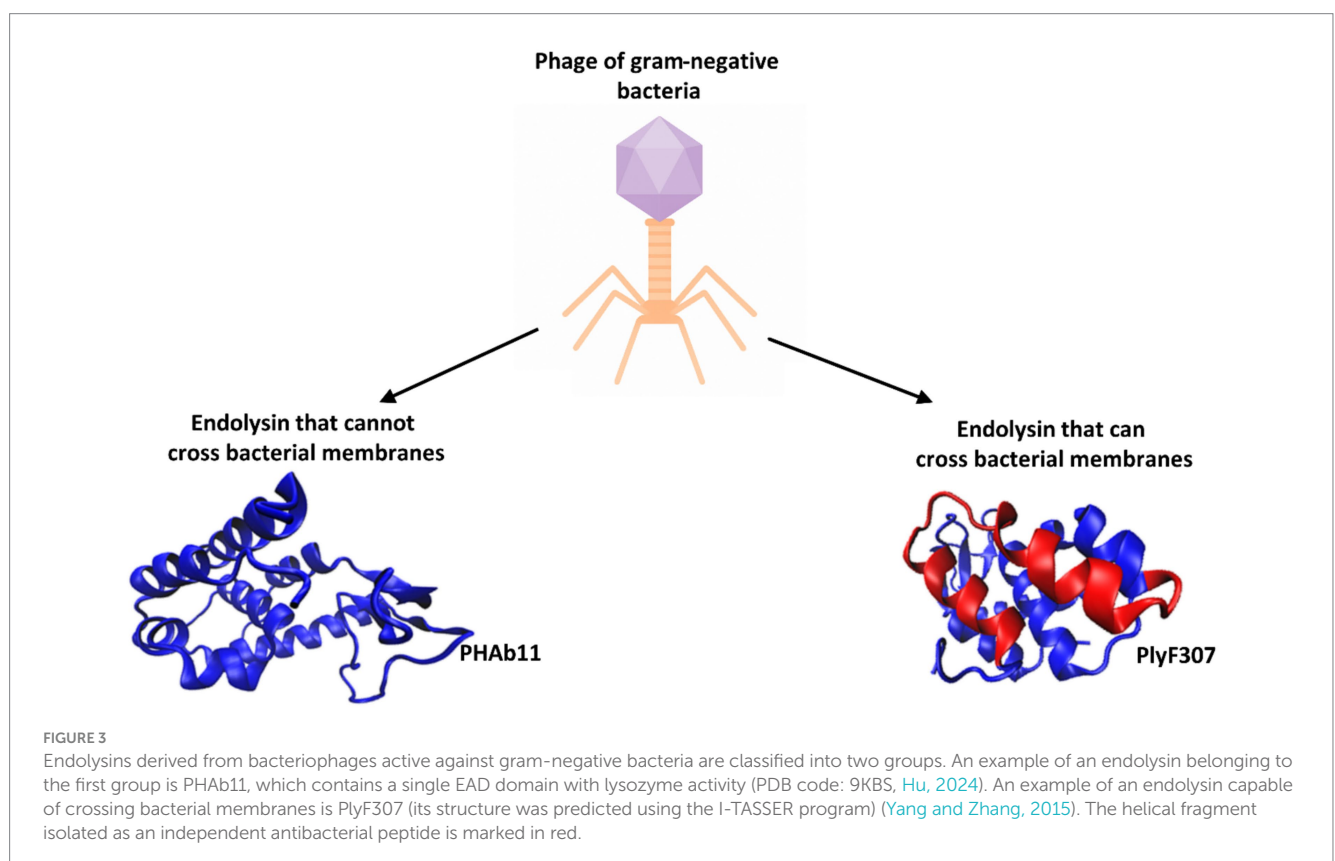 Phage of gram-negative
bacteria
Endolysin that cannot
cross bacterial membranes
Endolysin that can
cross bacterial membranes
PHAb11
PlyF307
FIGURE 3
Endolysins derived from bacteriophages active against gram-negative bacteria are classified into two groups. An example of an endolysin belonging to
the first group is PHAb11, which contains a single EAD domain with lysozyme activity (PDB code: 9KBS, Hu, 2024). An example of an endolysin capable
of crossing bacterial membranes is PlyF307 (its structure was predicted using the I-TASSER program) (Yang and Zhang, 2015). The helical fragment
isolated as an independent antibacterial peptide is marked in red.